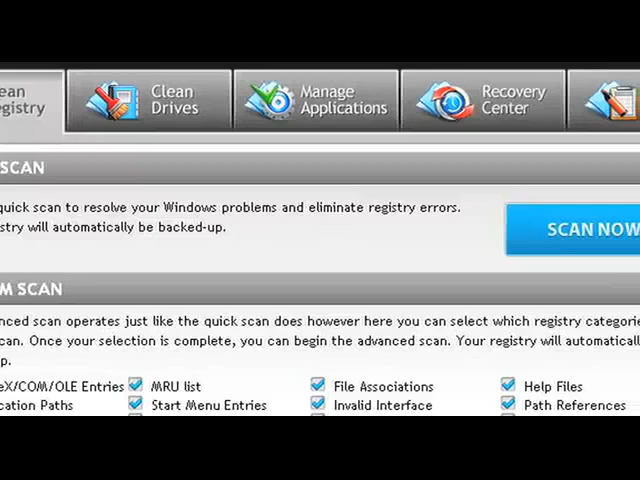 ean
egistry
Clean
Drives
Manage
Applications
Recovery
Center
SCAN
quick scan to resolve your Windows problems and eliminate registry errors.
stry will automatically be backed-up.
SCAN NOW
M SCAN
nced scan operates just like the quick scan does however here you can select which registry categorie
can. Once your selection is complete, you can begin the advanced scan. Your registry will automaticall
p.
eX/COM/OLE Entries MRU list File Associations Help Files
cation Paths Start Menu Entries Invalid Interface Path References